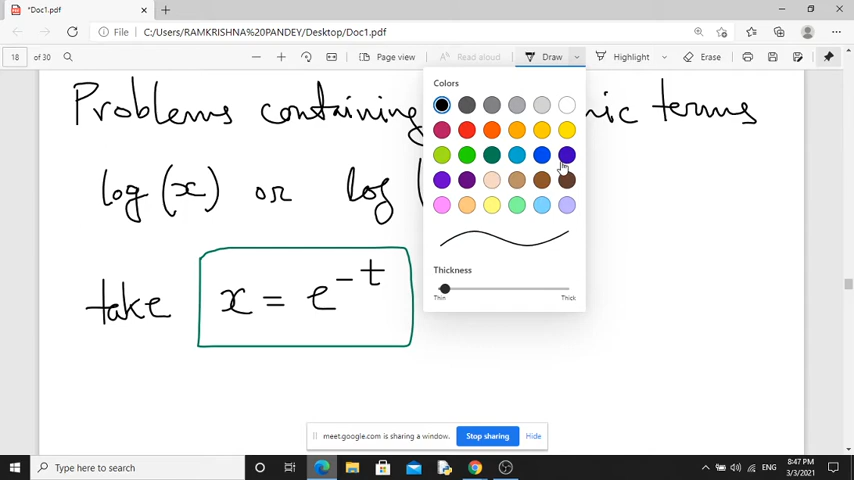 *Doc1.pdf
C:/Users/RAMKRISHNA%20PANDEY/Desktop/Doc1.pdf
18 of 30 Page view Read aloud Draw Highlight Erase
Colors
Problems containing mic terms
log(x) or log(
take x = e^-t
Thickness
Thin Thick
meet.google.com is sharing a window. Stop sharing Hide
Type here to search
ENG 8:47 PM
3/3/2021